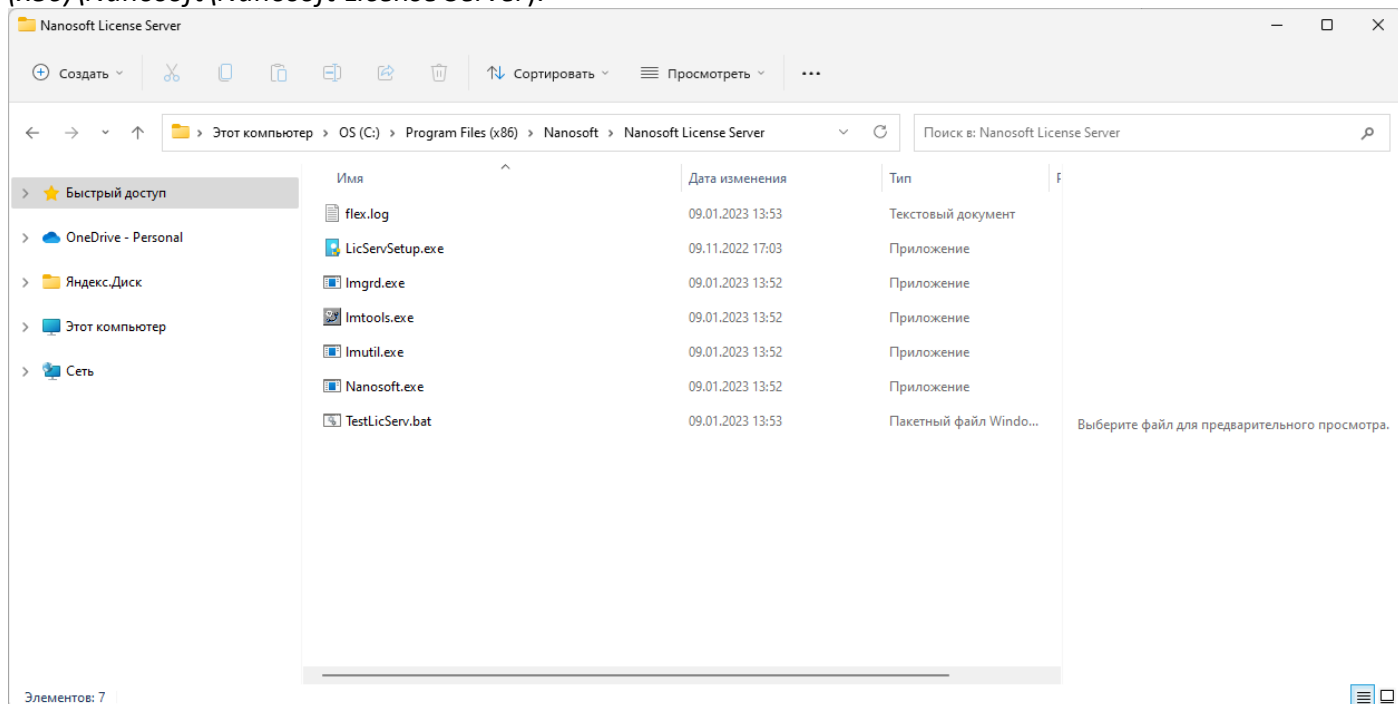 (x86)\Nanosoft\Nanosoft License Server).
Nanosoft License Server
Создать Сортировать Просмотреть ...
Этот компьютер > OS (C:) > Program Files (x86) > Nanosoft > Nanosoft License Server Поиск в: Nanosoft License Server
Имя Дата изменения Тип
Быстрый доступ
flex.log 09.01.2023 13:53 Текстовый документ
OneDrive - Personal
LicServSetup.exe 09.11.2022 17:03 Приложение
Яндекс.Диск
lmgrd.exe 09.01.2023 13:52 Приложение
lmtools.exe 09.01.2023 13:52 Приложение
Этот компьютер
lmutil.exe 09.01.2023 13:52 Приложение
Сеть
Nanosoft.exe 09.01.2023 13:52 Приложение
TestLicServ.bat 09.01.2023 13:53 Пакетный файл Windo...
Выберите файл для предварительного просмотра.
Элементов: 7